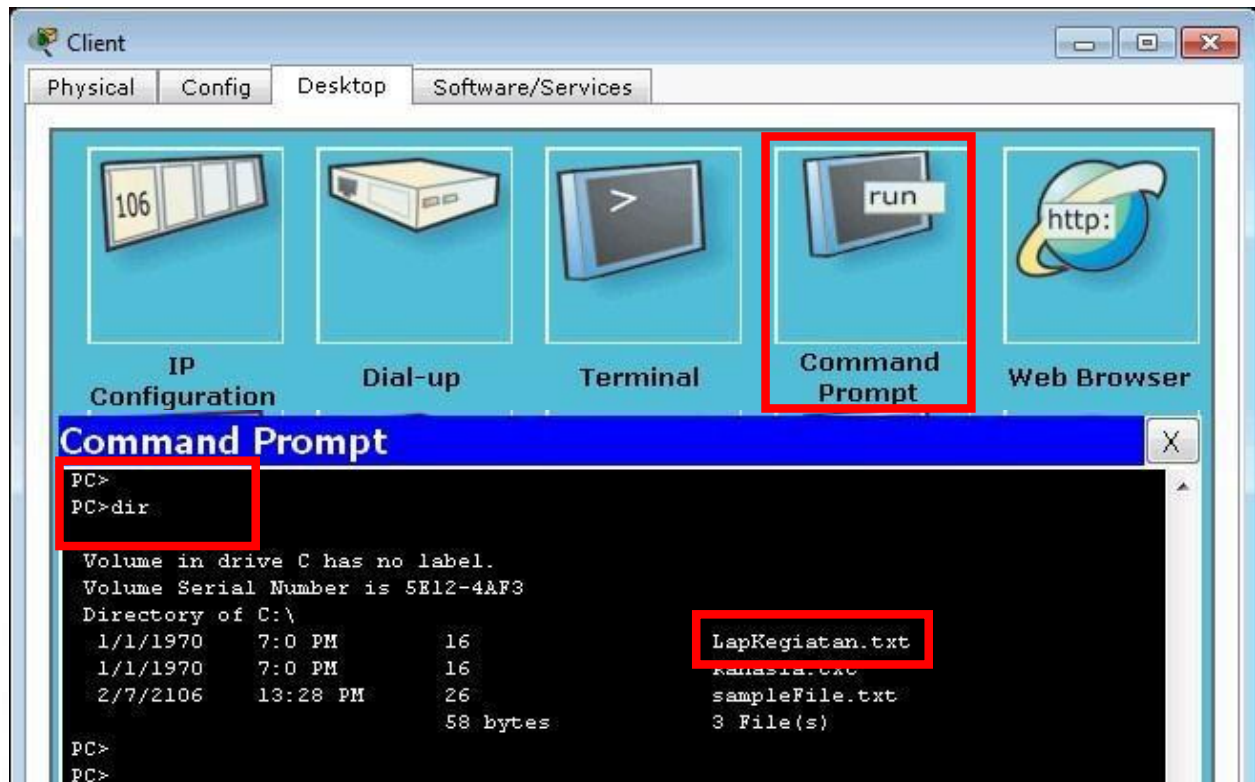 Client
Physical Config Desktop Software/Services
106
>
run
http:
IP Configuration
Dial-up
Terminal
Command Prompt
Web Browser
Command Prompt X
PC>
PC>dir
Volume in drive C has no label.
Volume Serial Number is 5E12-4AF3
Directory of C:\
1/1/1970 7:0 PM 16 LapKegiatan.txt
1/1/1970 7:0 PM 16
2/7/2106 13:28 PM 26 sampleFile.txt
58 bytes 3 File(s)
PC>
PC>